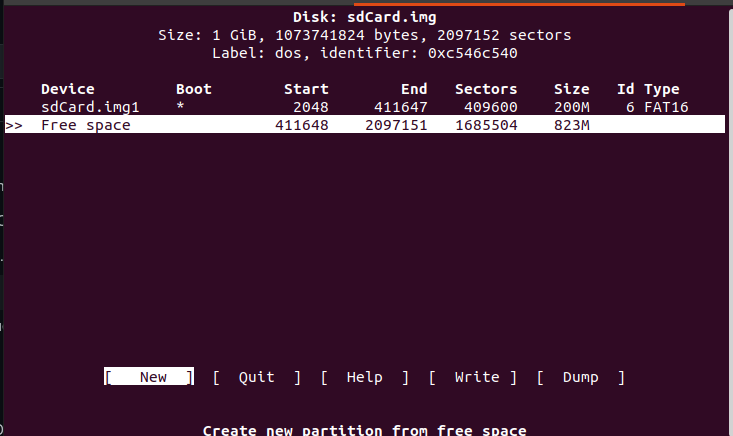 Disk: sdCard.img
Size: 1 GiB, 1073741824 bytes, 2097152 sectors
Label: dos, identifier: 0xc546c540
Device Boot Start End Sectors Size Id Type
sdCard.img1 * 2048 411647 409600 200M 6 FAT16
>> Free space 411648 2097151 1685504 823M
[ New ] [ Quit ] [ Help ] [ Write ] [ Dump ]
Create new partition from free space